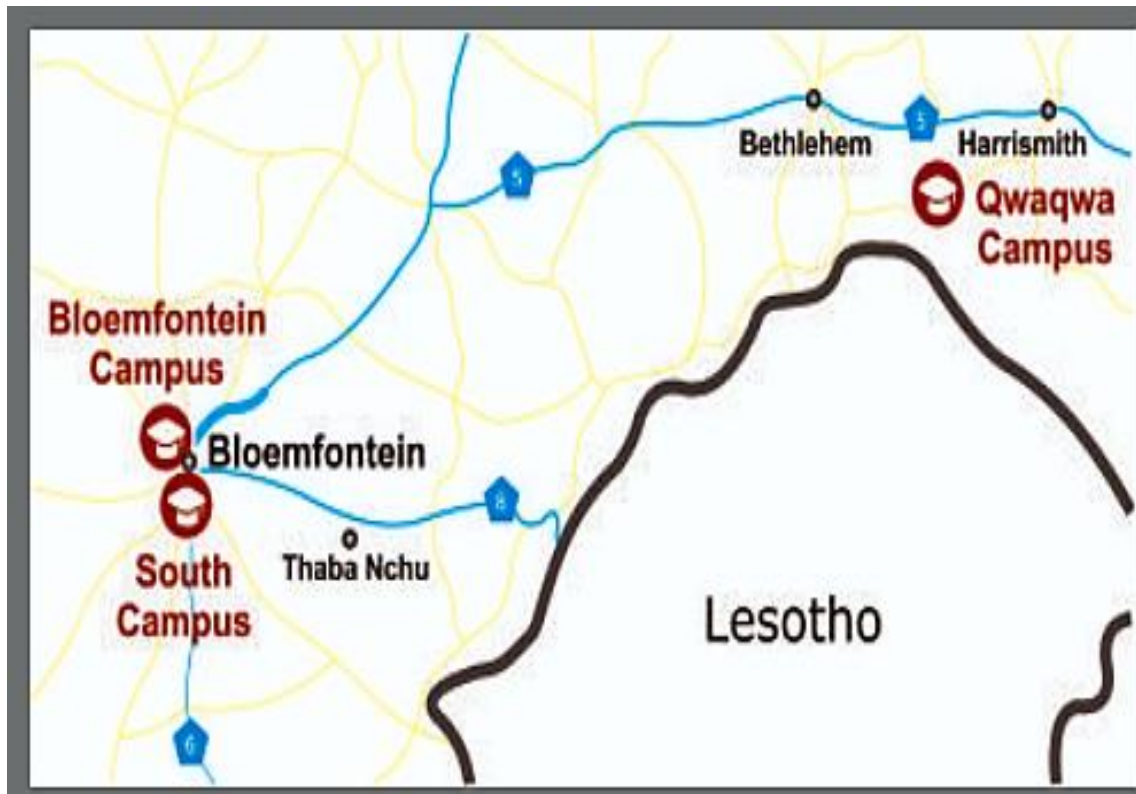 Bethlehem
5
Harrismith
5
Qwaqwa
Campus
Bloemfontein
Campus
Bloemfontein
8
Thaba Nchu
South
Campus
Lesotho
6